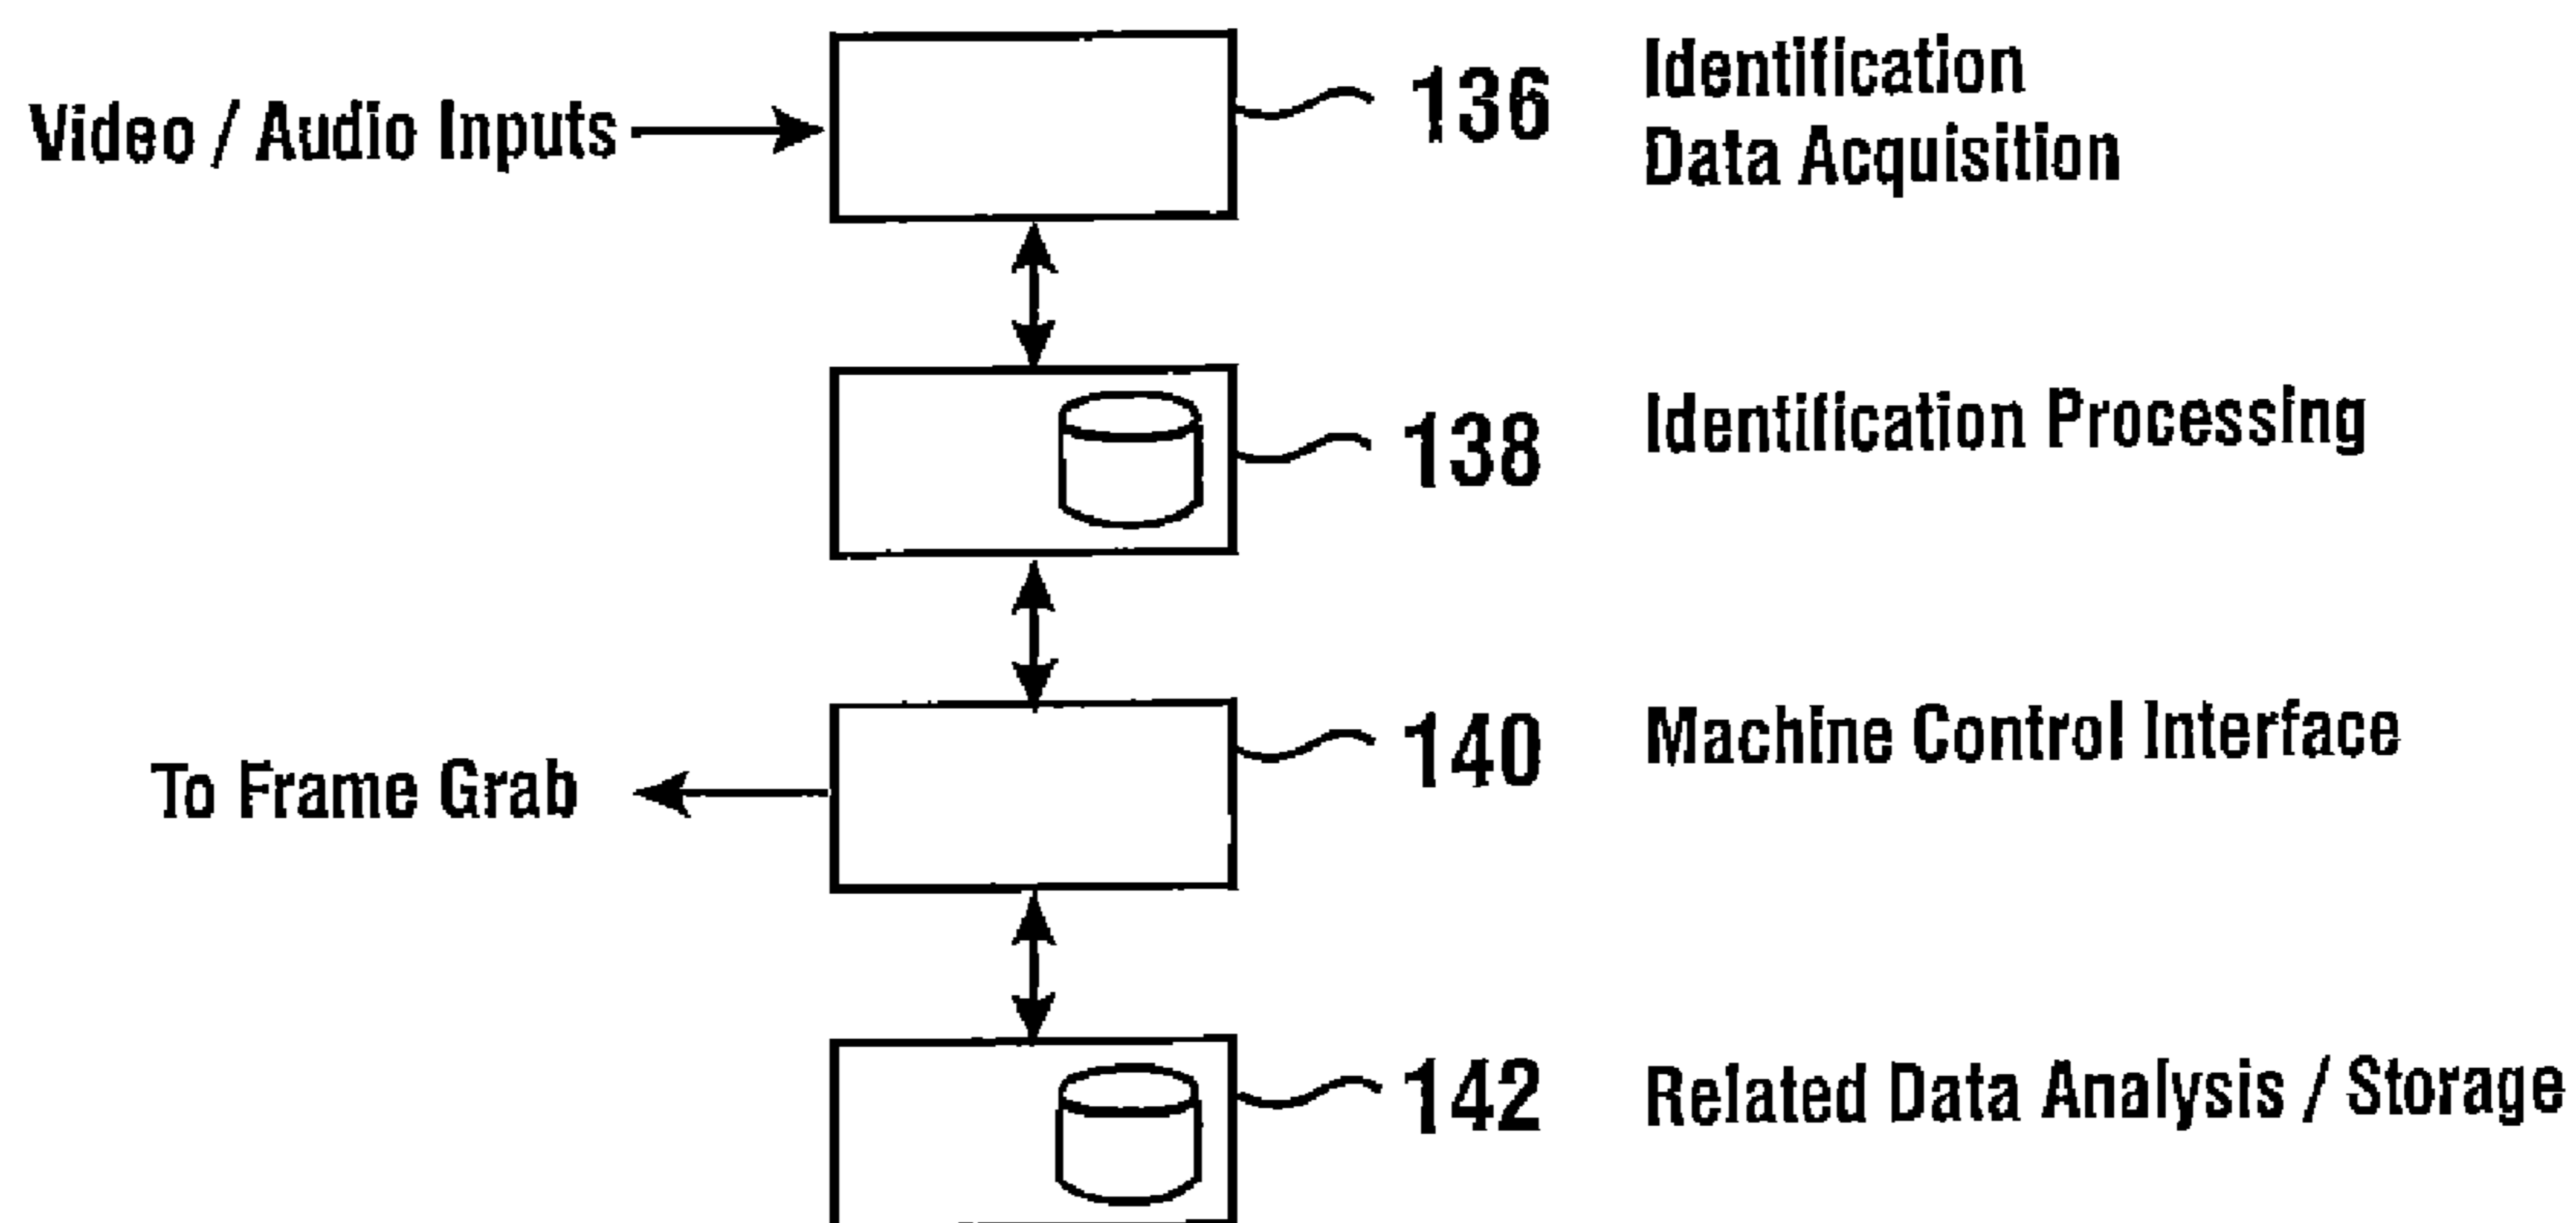 Video / Audio Inputs
136
Identification
Data Acquisition
138
Identification Processing
To Frame Grab
140
Machine Control Interface
142
Related Data Analysis / Storage